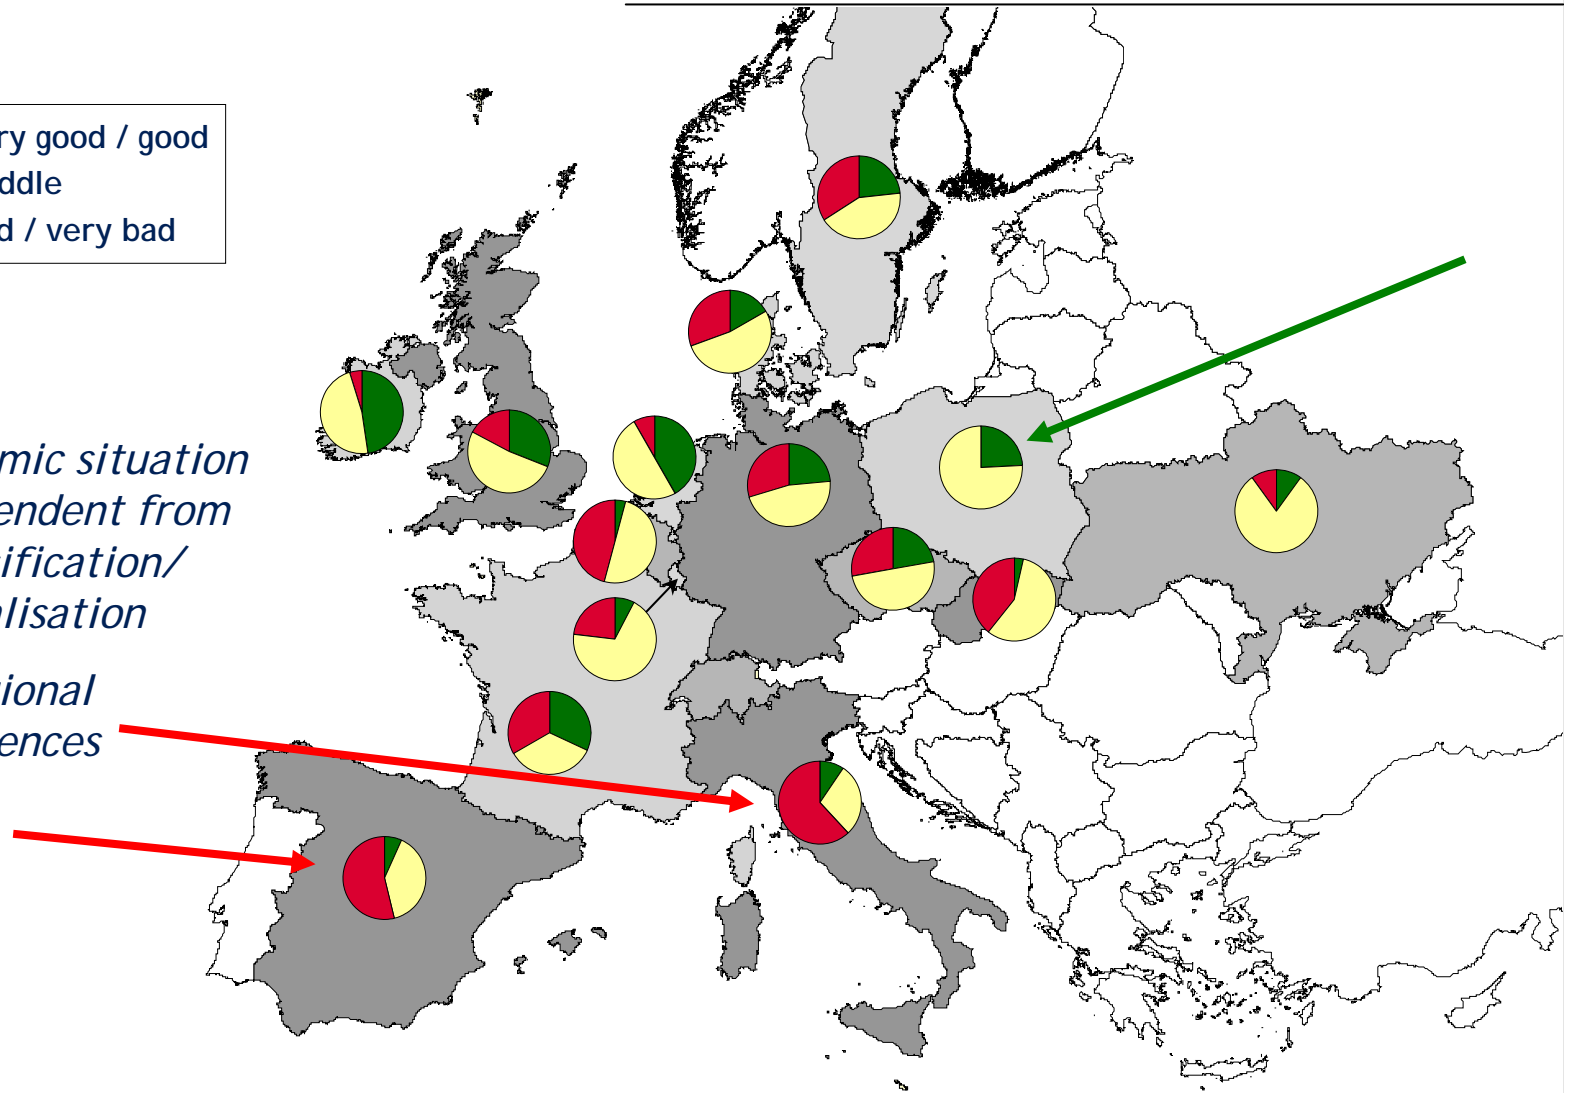 ry good / good
ddle
d / very bad
mic situation
endent from
ification/
lisation
ional
ences